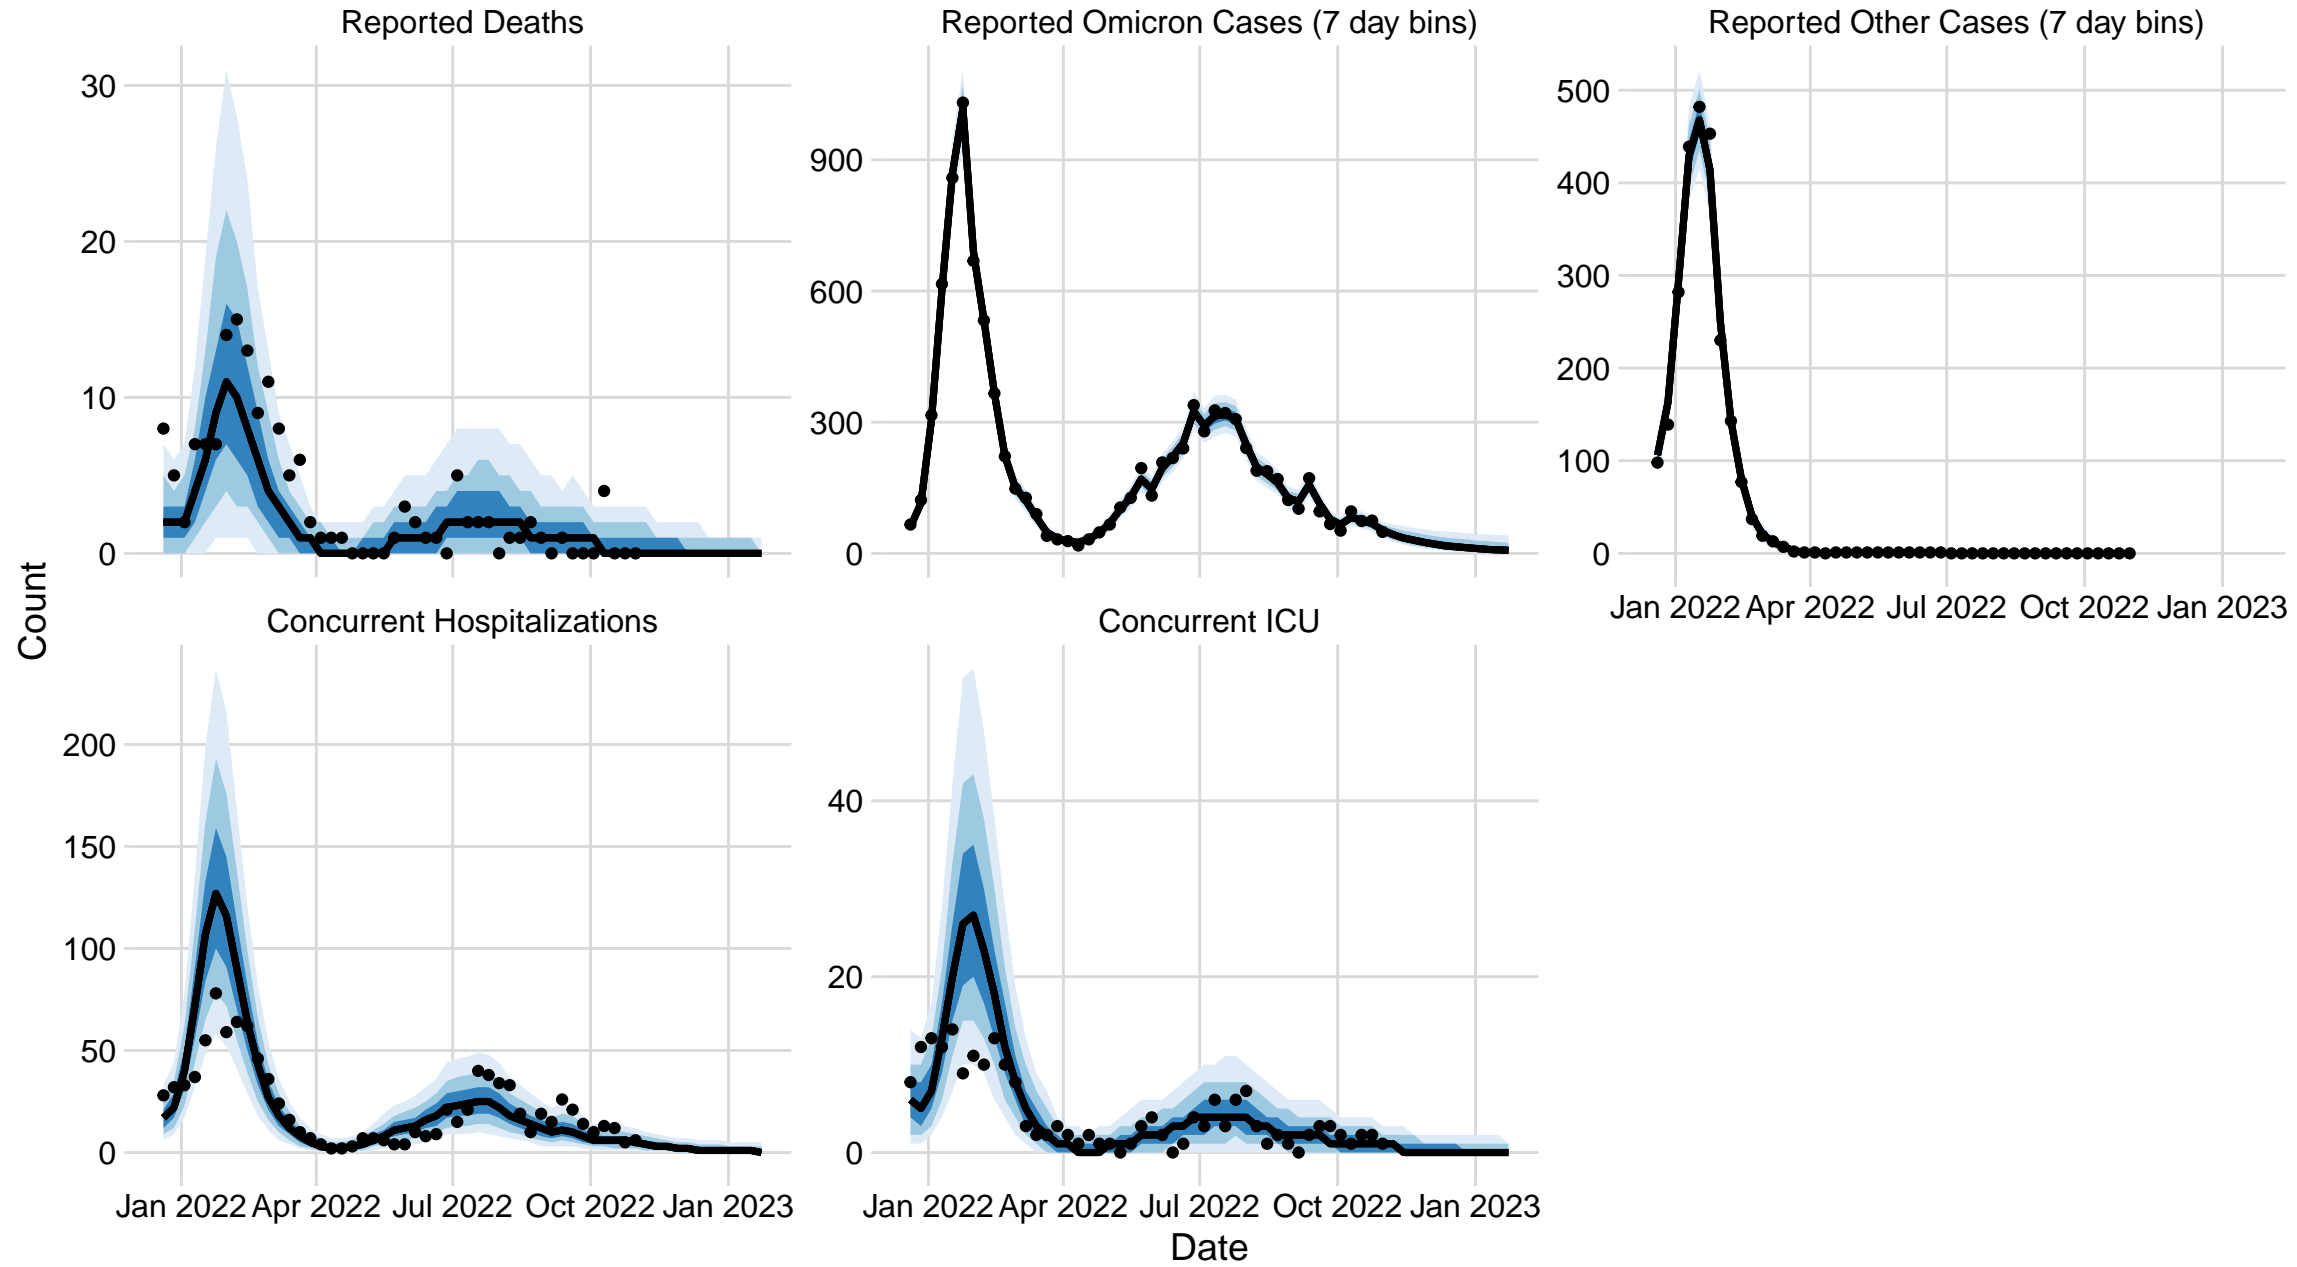 Reported Deaths
Reported Omicron Cases (7 day bins)
Reported Other Cases (7 day bins)
30
20
10
0
900
600
300
0
500
400
300
200
100
0
Jan 2022 Apr 2022 Jul 2022 Oct 2022 Jan 2023
Count
Concurrent Hospitalizations
Concurrent ICU
200
150
100
50
0
40
20
0
Jan 2022 Apr 2022 Jul 2022 Oct 2022 Jan 2023
Jan 2022 Apr 2022 Jul 2022 Oct 2022 Jan 2023
Date